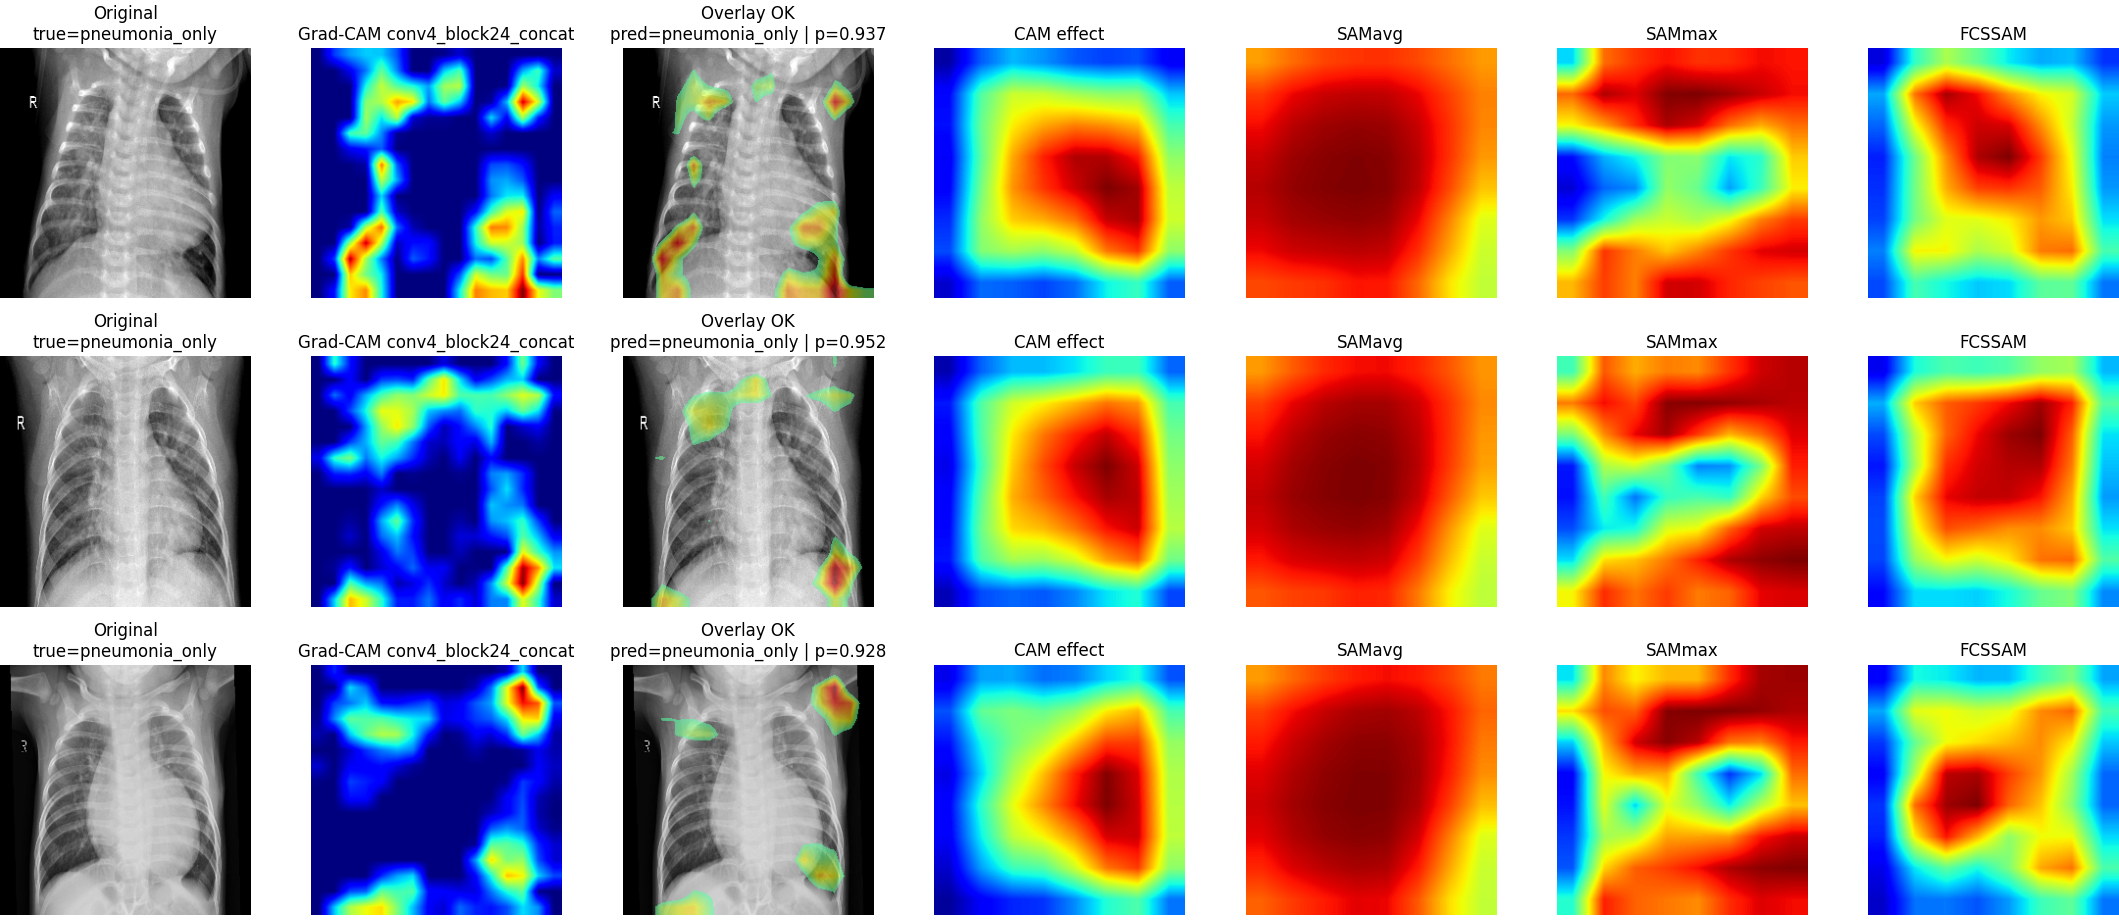 Original
true=pneumonia_only
Grad-CAM conv4_block24_concat
Overlay OK
pred=pneumonia_only | p=0.937
CAM effect
SAMavg
SAMmax
FCSSAM
R
R
Original
true=pneumonia_only
Grad-CAM conv4_block24_concat
Overlay OK
pred=pneumonia_only | p=0.952
CAM effect
SAMavg
SAMmax
FCSSAM
R
R
Original
true=pneumonia_only
Grad-CAM conv4_block24_concat
Overlay OK
pred=pneumonia_only | p=0.928
CAM effect
SAMavg
SAMmax
FCSSAM
R
R